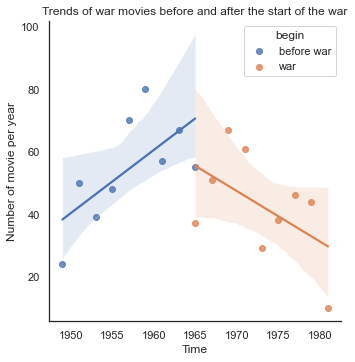 Trends of war movies before and after the start of the war
begin
before war
war
Number of movie per year
100
80
60
40
20
1950 1955 1960 1965 1970 1975 1980
Time